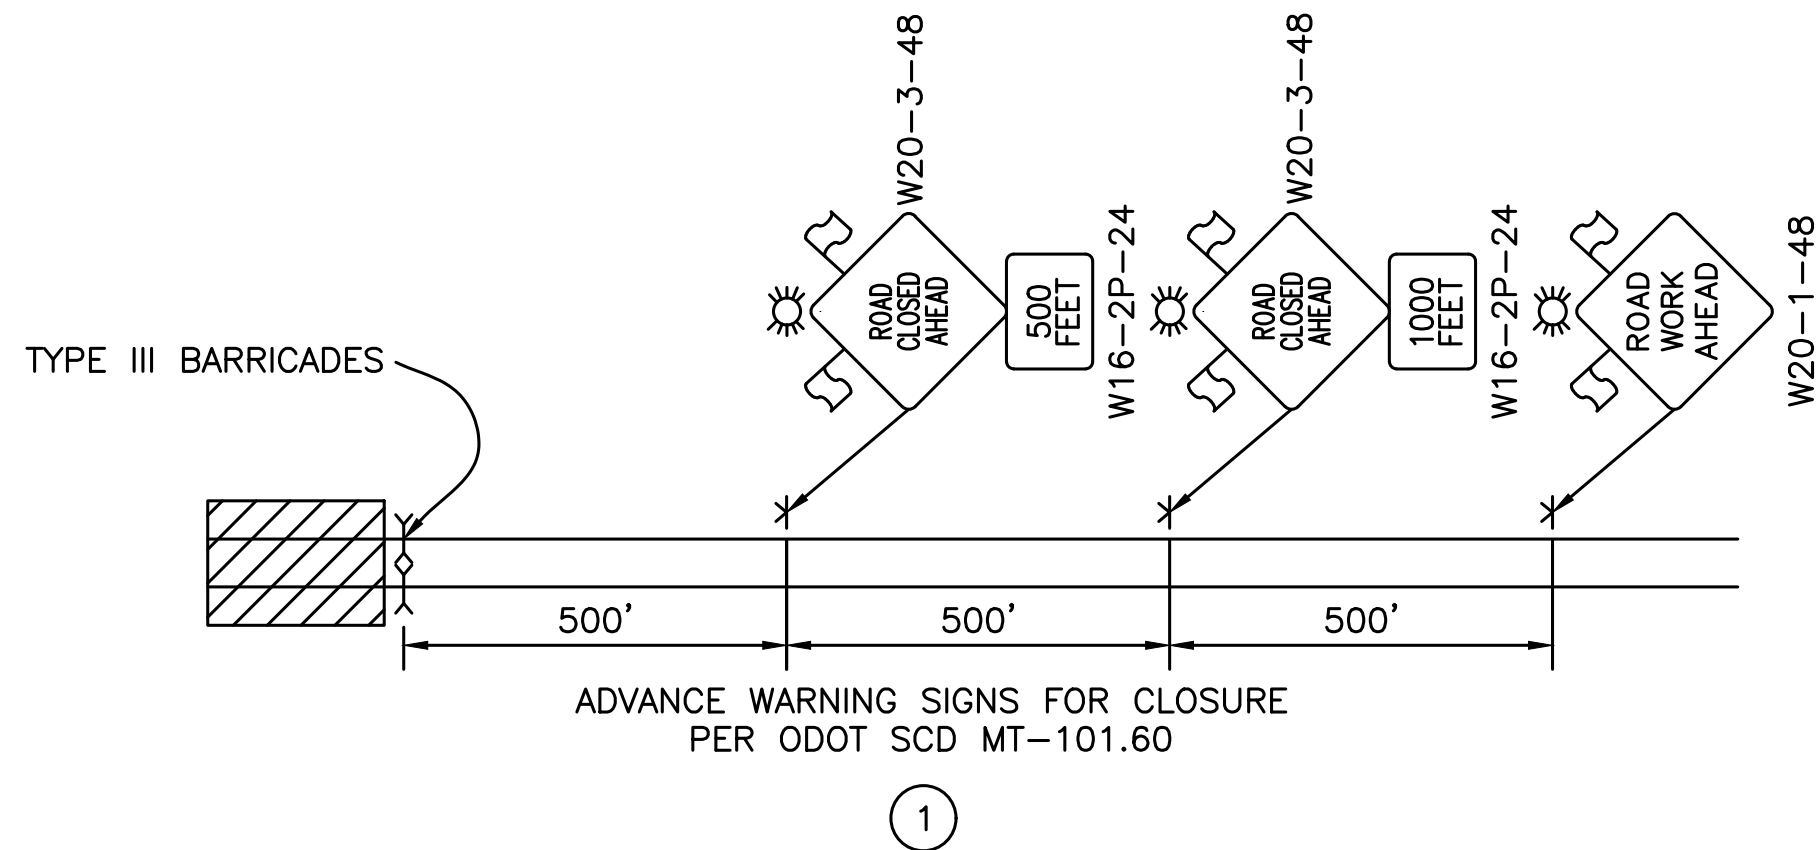 W20-3-48
W20-3-48
ROAD
CLOSED
AHEAD
500
FEET
W16-2P-24
ROAD
CLOSED
AHEAD
1000
FEET
W16-2P-24
ROAD
WORK
AHEAD
W20-1-48
TYPE III BARRICADES
500'
500'
500'
ADVANCE WARNING SIGNS FOR CLOSURE
PER ODOT SCD MT-101.60
1